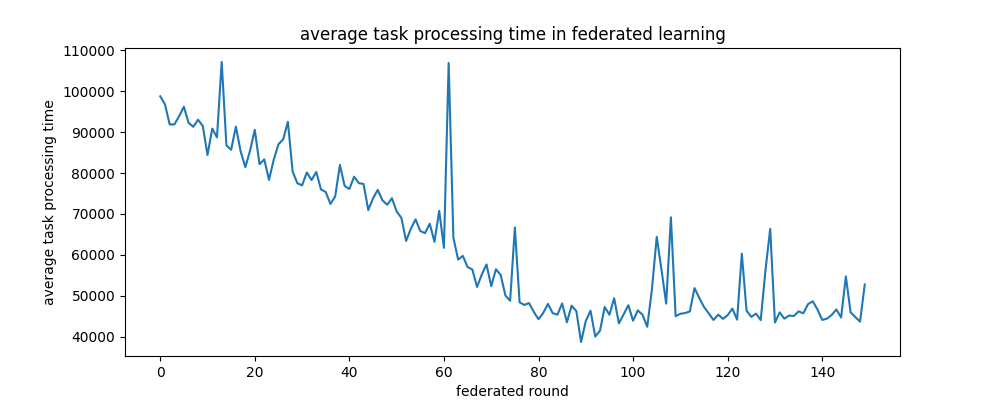 average task processing time in federated learning
110000
100000
90000
80000
70000
60000
50000
40000
average task processing time
0 20 40 60 80 100 120 140
federated round